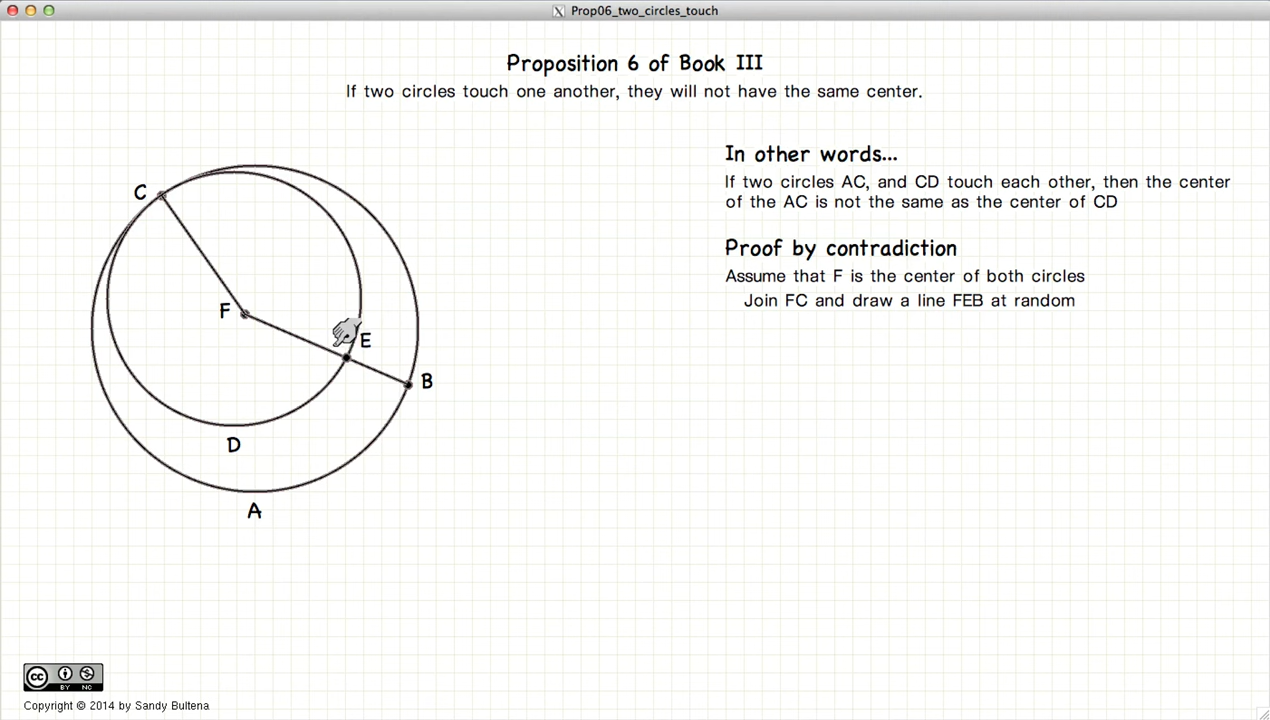 Prop06_two_circles_touch
Proposition 6 of Book III
If two circles touch one another, they will not have the same center.
In other words...
If two circles AC, and CD touch each other, then the center
of the AC is not the same as the center of CD
Proof by contradiction
Assume that F is the center of both circles
Join FC and draw a line FEB at random
C
F
E
B
D
A
cc
BY NC
Copyright © 2014 by Sandy Bultena